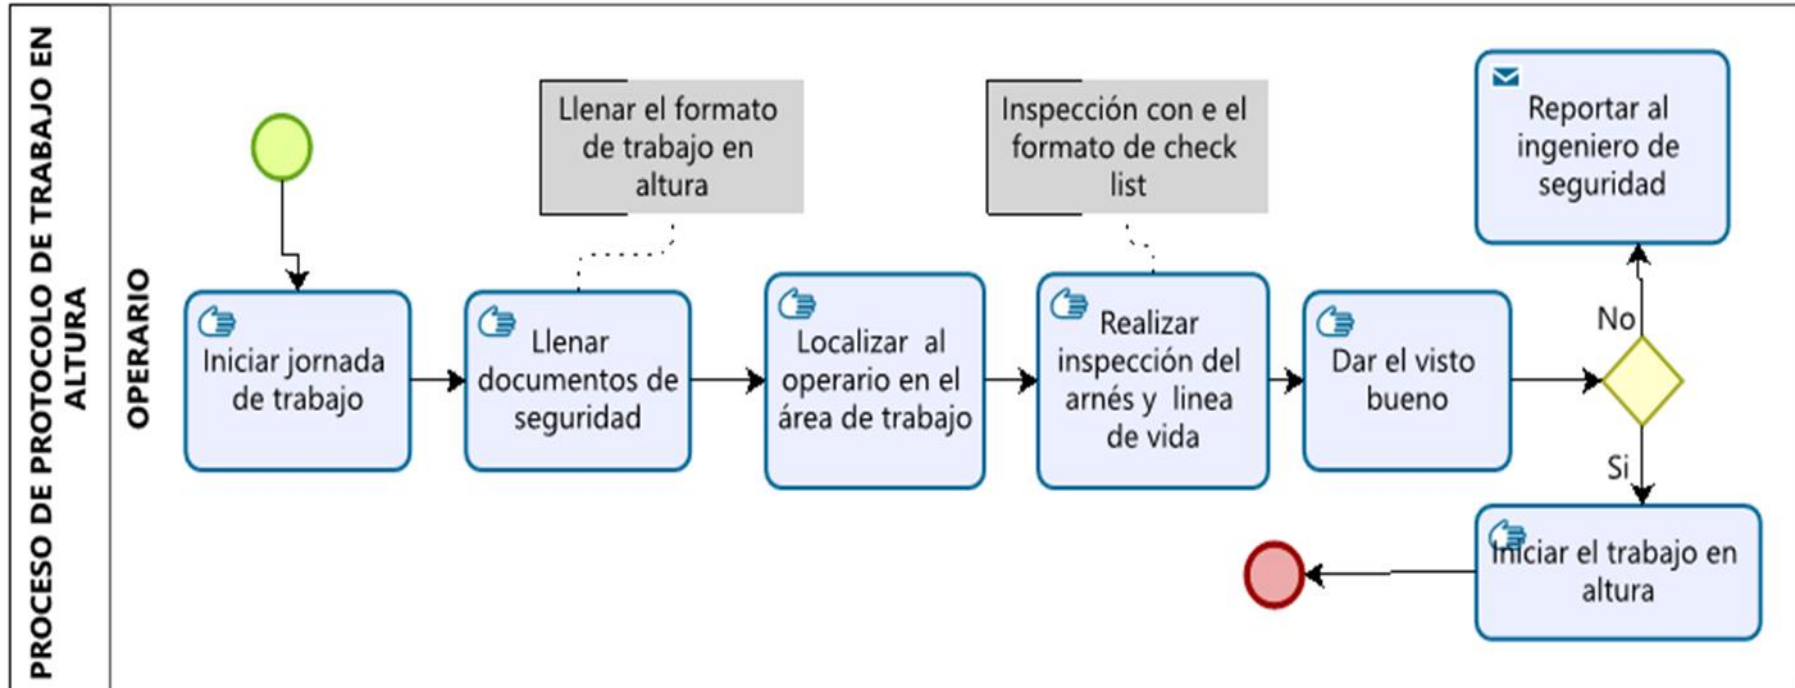 PROCESO DE PROTOCOLO DE TRABAJO EN
ALTURA
OPERARIO
Iniciar jornada
de trabajo
Llenar el formato
de trabajo en
altura
Llenar
documentos de
seguridad
Localizar al
operario en el
área de trabajo
Inspección con e el
formato de check
list
Realizar
inspección del
arnés y linea
de vida
Dar el visto
bueno
No
Reportar al
ingeniero de
seguridad
Si
Iniciar el trabajo en
altura